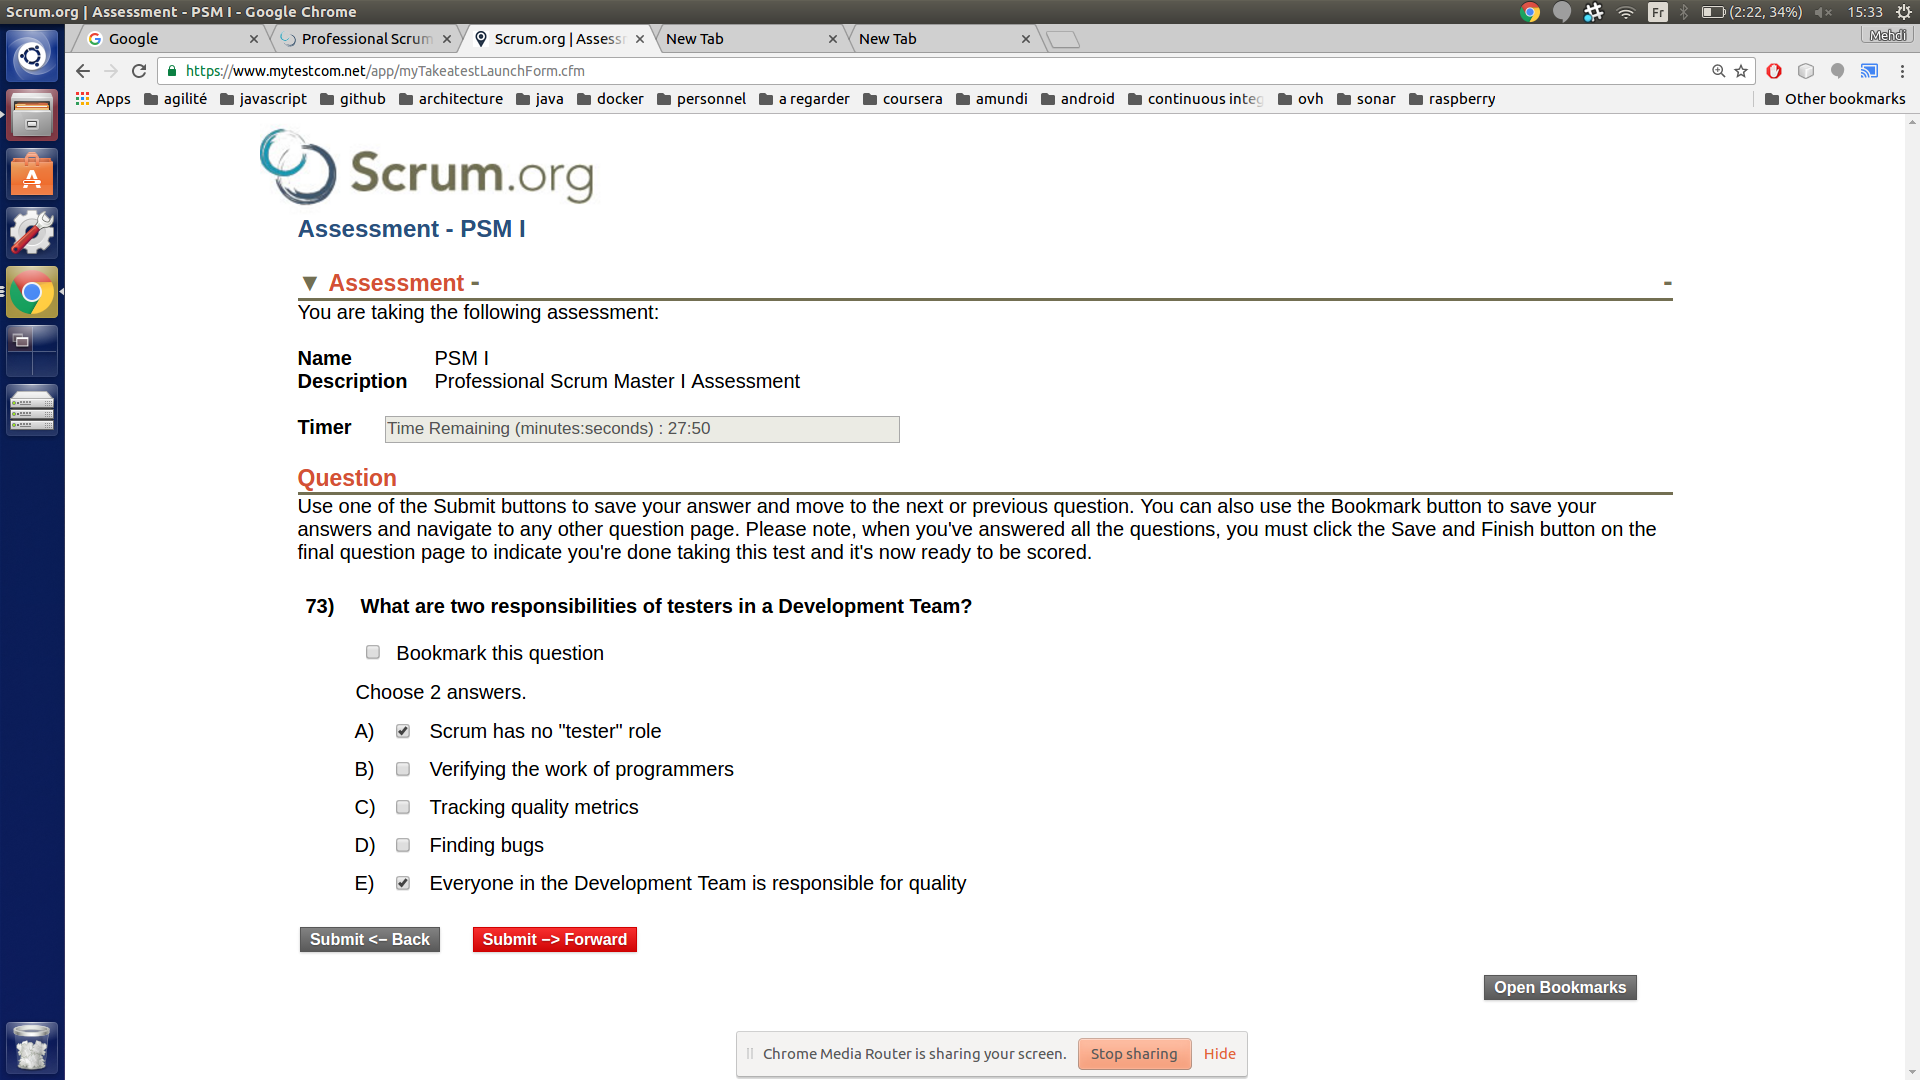 Scrum.org | Assessment - PSM I - Google Chrome
Fr
(2:22, 34%)
15:33
Google
Professional Scrum
Scrum.org | Assess
New Tab
New Tab
Mehdi
https://www.mytestcom.net/app/myTakeatestLaunchForm.cfm
Apps agilité javascript github architecture java docker personnel a regarder coursera amundi android continuous integ ovh sonar raspberry Other bookmarks
Scrum.org
Assessment - PSM I
▼ Assessment - -
You are taking the following assessment:
Name PSM I
Description Professional Scrum Master I Assessment
Timer Time Remaining (minutes:seconds) : 27:50
Question
Use one of the Submit buttons to save your answer and move to the next or previous question. You can also use the Bookmark button to save your
answers and navigate to any other question page. Please note, when you've answered all the questions, you must click the Save and Finish button on the
final question page to indicate you're done taking this test and it's now ready to be scored.
73) What are two responsibilities of testers in a Development Team?
Bookmark this question
Choose 2 answers.
A) Scrum has no "tester" role
B) Verifying the work of programmers
C) Tracking quality metrics
D) Finding bugs
E) Everyone in the Development Team is responsible for quality
Submit <– Back Submit –> Forward
Open Bookmarks
Chrome Media Router is sharing your screen. Stop sharing Hide